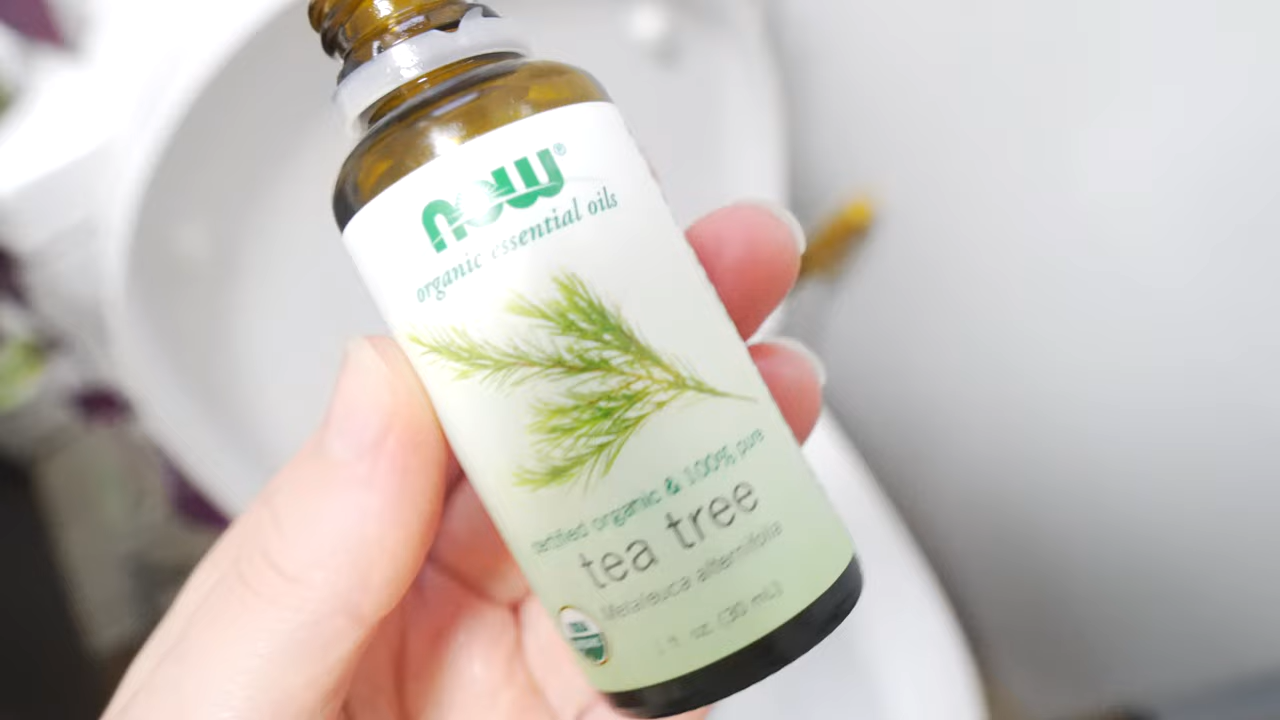 now®
organic essential oils
certified organic & 100% pure
tea tree
Melaleuca alternifolia
1 fl. oz. (30 mL)